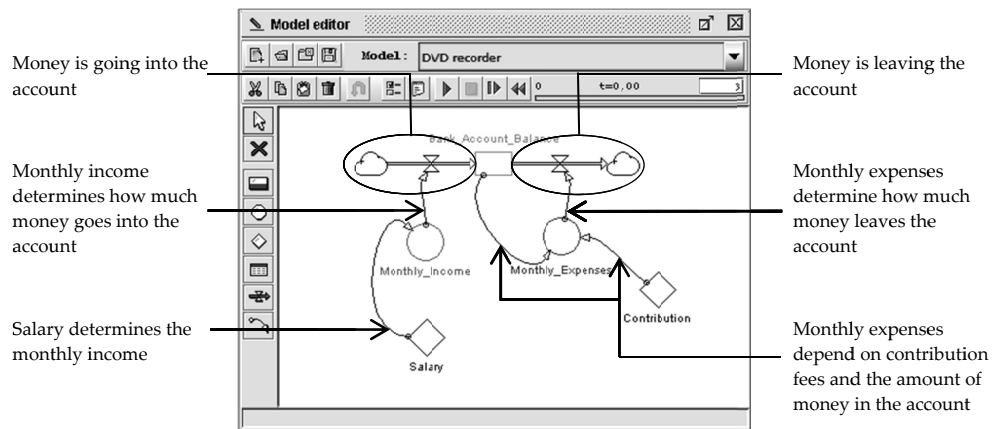 Model editor
Model: DVD recorder
0 t=0,00 3
Money is going into the
account
Monthly income
determines how much
money goes into the
account
Salary determines the
monthly income
Bank_Account_Balance
Monthly_Income
Monthly_Expenses
Contribution
Salary
Money is leaving the
account
Monthly expenses
determine how much
money leaves the
account
Monthly expenses
depend on contribution
fees and the amount of
money in the account